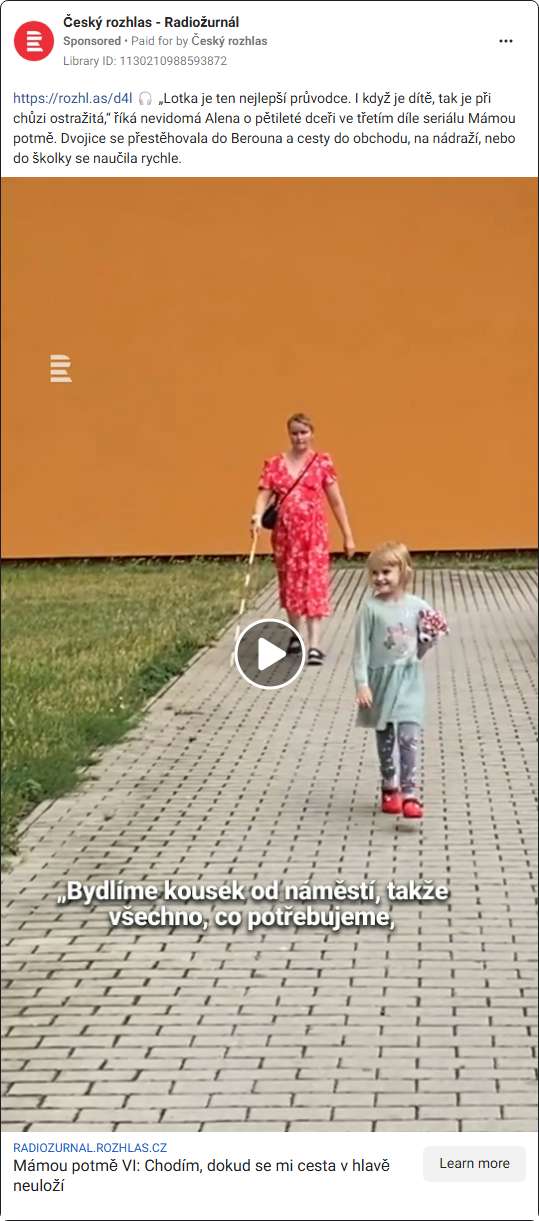 Český rozhlas - Radiožurnál
Sponsored • Paid for by Český rozhlas
Library ID: 1130210988593872
https://rozhl.as/d4l 🎧 „Lotka je ten nejlepší průvodce. I když je dítě, tak je při
chůzi ostražitá,“ říká nevidomá Alena o pětileté dceři ve třetím díle seriálu Mámou
potmě. Dvojice se přestěhovala do Berouna a cesty do obchodu, na nádraží, nebo
do školky se naučila rychle.
„Bydlíme kousek od náměstí, takže
všechno, co potřebujeme,
RADIOZURNAL.ROZHLAS.CZ
Mámou potmě VI: Chodím, dokud se mi cesta v hlavě
neuloží
Learn more